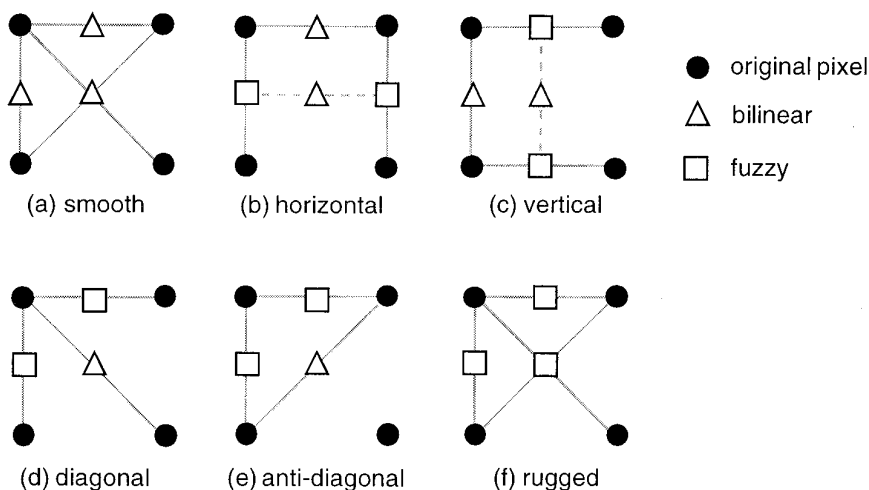 original pixel
bilinear
fuzzy
(a) smooth
(b) horizontal
(c) vertical
(d) diagonal
(e) anti-diagonal
(f) rugged